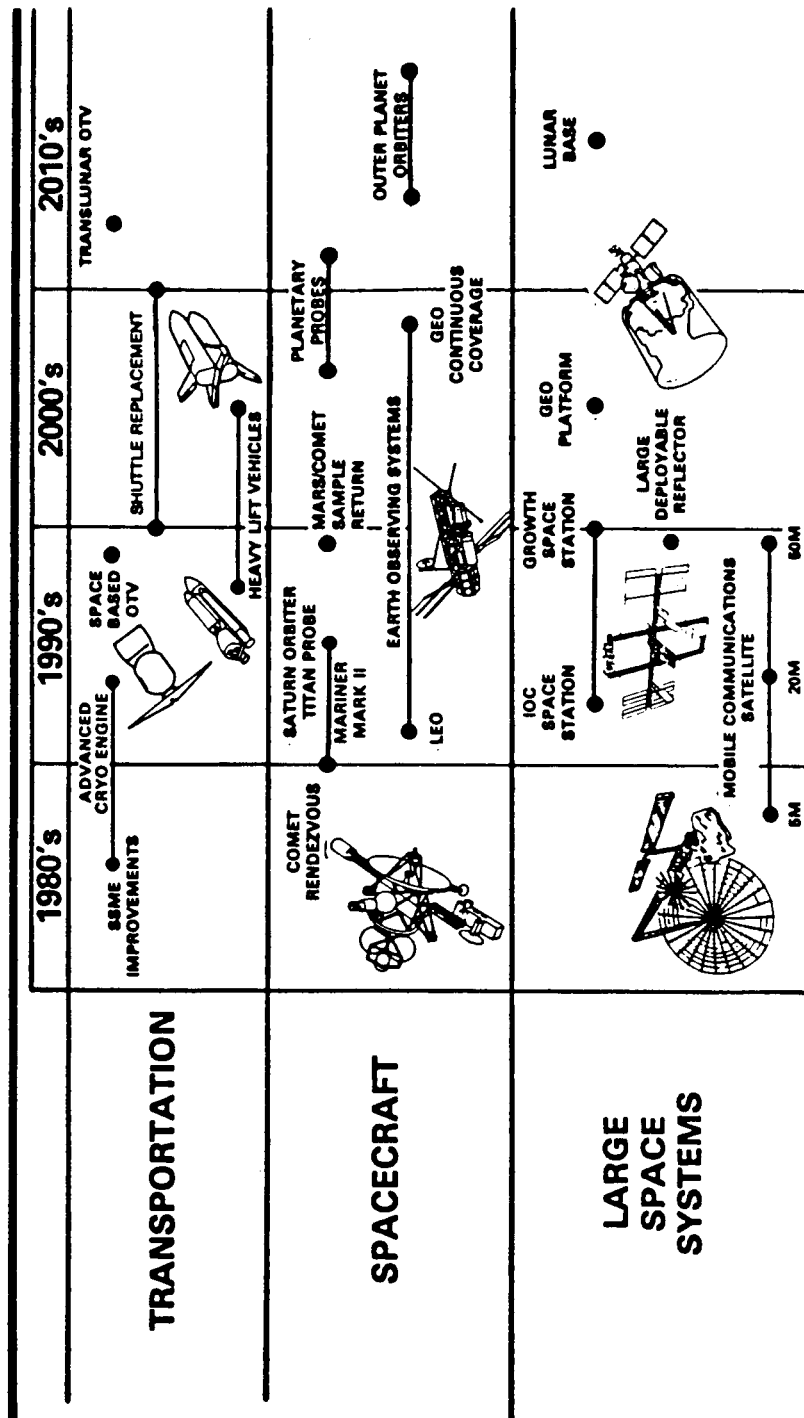 1980's
1990's
2000's
2010's
TRANSPORTATION
SSME
IMPROVEMENTS
ADVANCED
CRYO ENGINE
SPACE
BASED
OTV
SHUTTLE REPLACEMENT
HEAVY LIFT VEHICLES
TRANSLUNAR OTV
SPACECRAFT
COMET
RENDEZVOUS
SATURN ORBITER
TITAN PROBE
MARINER
MARK II
MARS/COMET
SAMPLE
RETURN
PLANETARY
PROBES
OUTER PLANET
ORBITERS
EARTH OBSERVING SYSTEMS
LEO
GEO
CONTINUOUS
COVERAGE
LARGE
SPACE
SYSTEMS
IOC
SPACE
STATION
GROWTH
SPACE
STATION
GEO
PLATFORM
LUNAR
BASE
LARGE
DEPLOYABLE
REFLECTOR
MOBILE COMMUNICATIONS
SATELLITE
5M
20M
60M